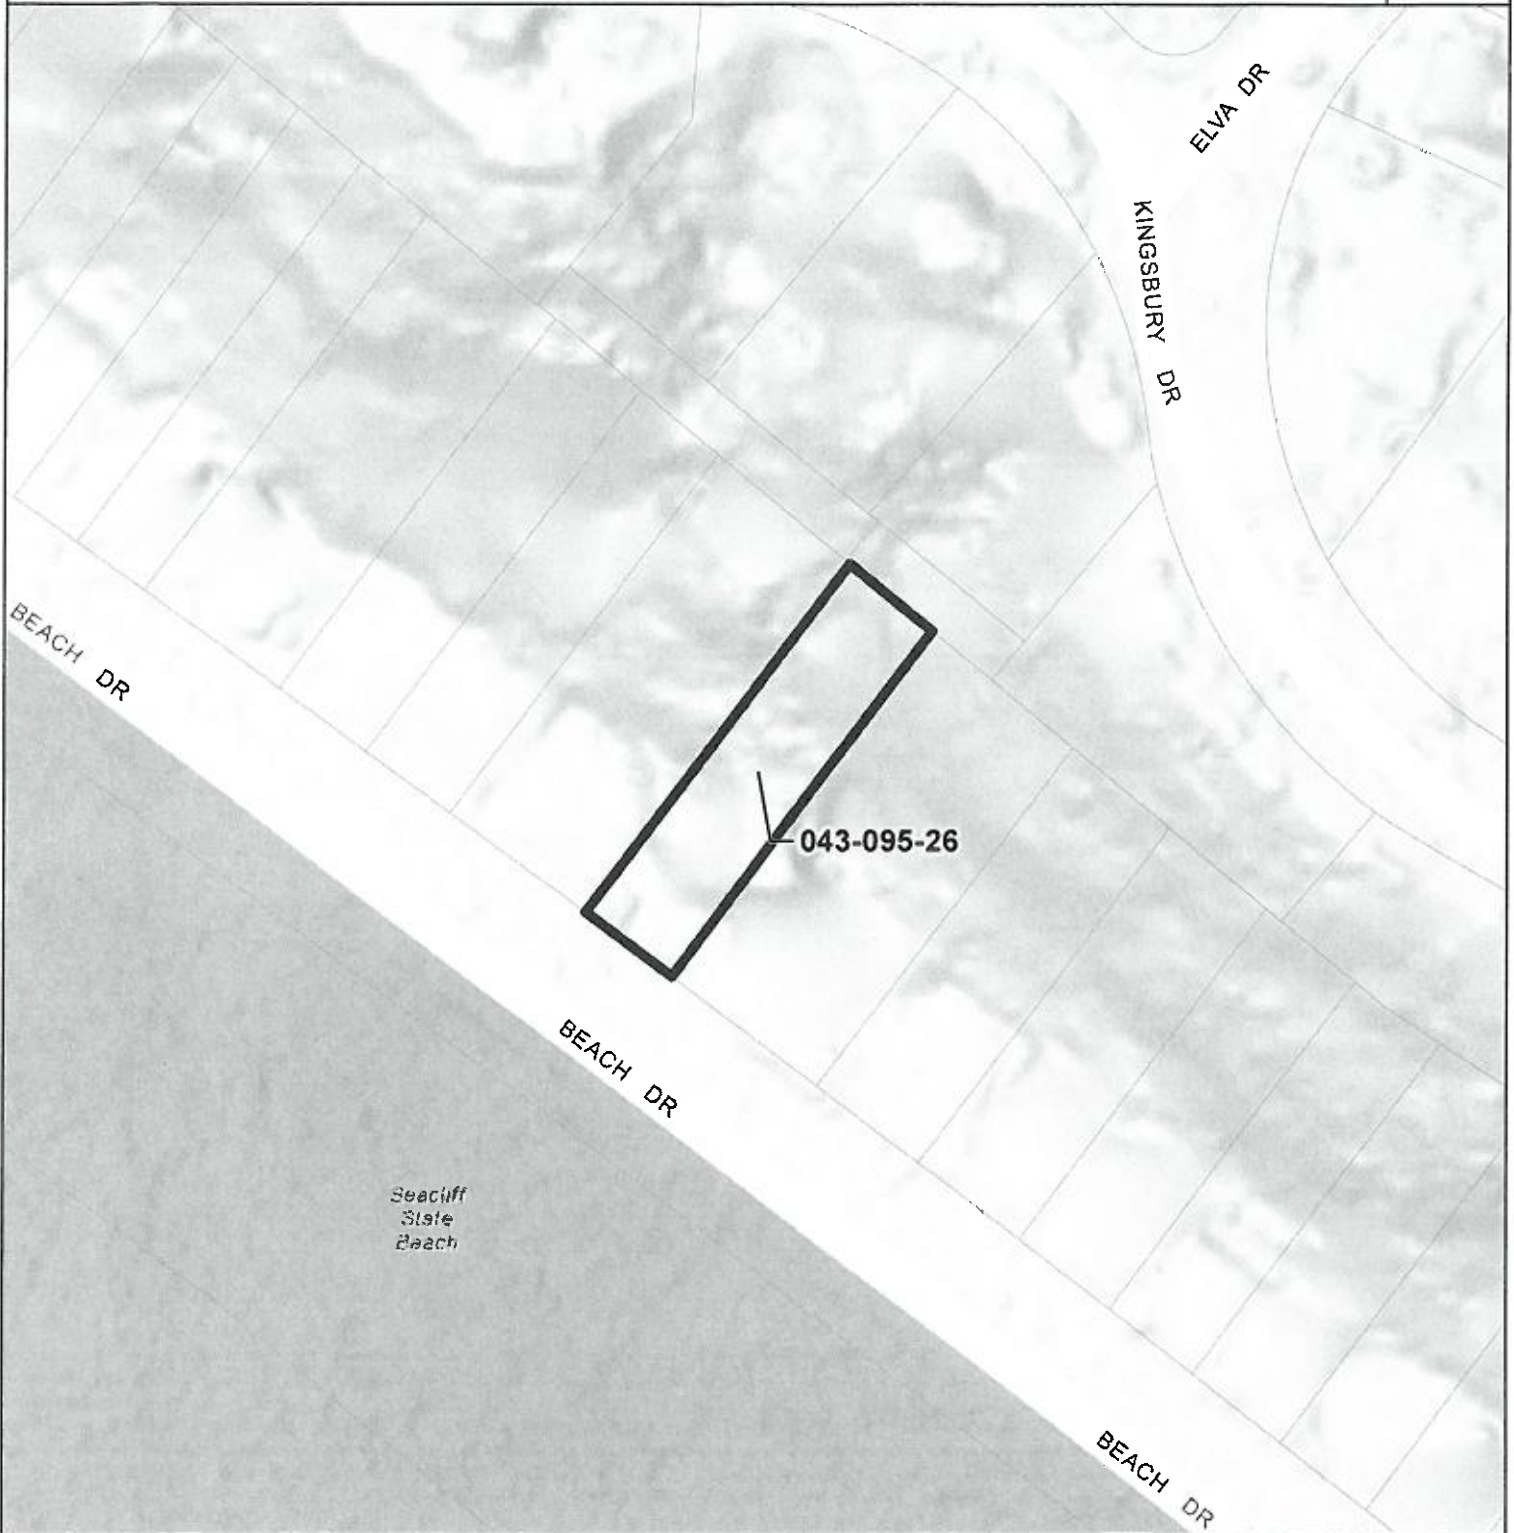 ELVA DR
KINGSBURY DR
BEACH DR
043-095-26
BEACH DR
Seacliff
State
Beach
BEACH DR